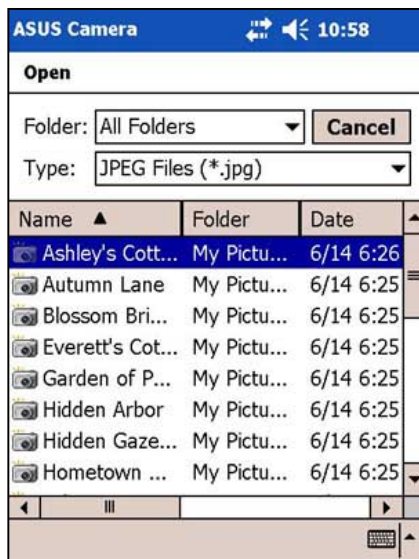 ASUS Camera 10:58
Open
Folder: All Folders Cancel
Type: JPEG Files (*.jpg)
Name Folder Date
Ashley's Cott... My Pictu... 6/14 6:26
Autumn Lane My Pictu... 6/14 6:25
Blossom Bri... My Pictu... 6/14 6:25
Everett's Cot... My Pictu... 6/14 6:25
Garden of P... My Pictu... 6/14 6:25
Hidden Arbor My Pictu... 6/14 6:25
Hidden Gaze... My Pictu... 6/14 6:25
Hometown ... My Pictu... 6/14 6:25